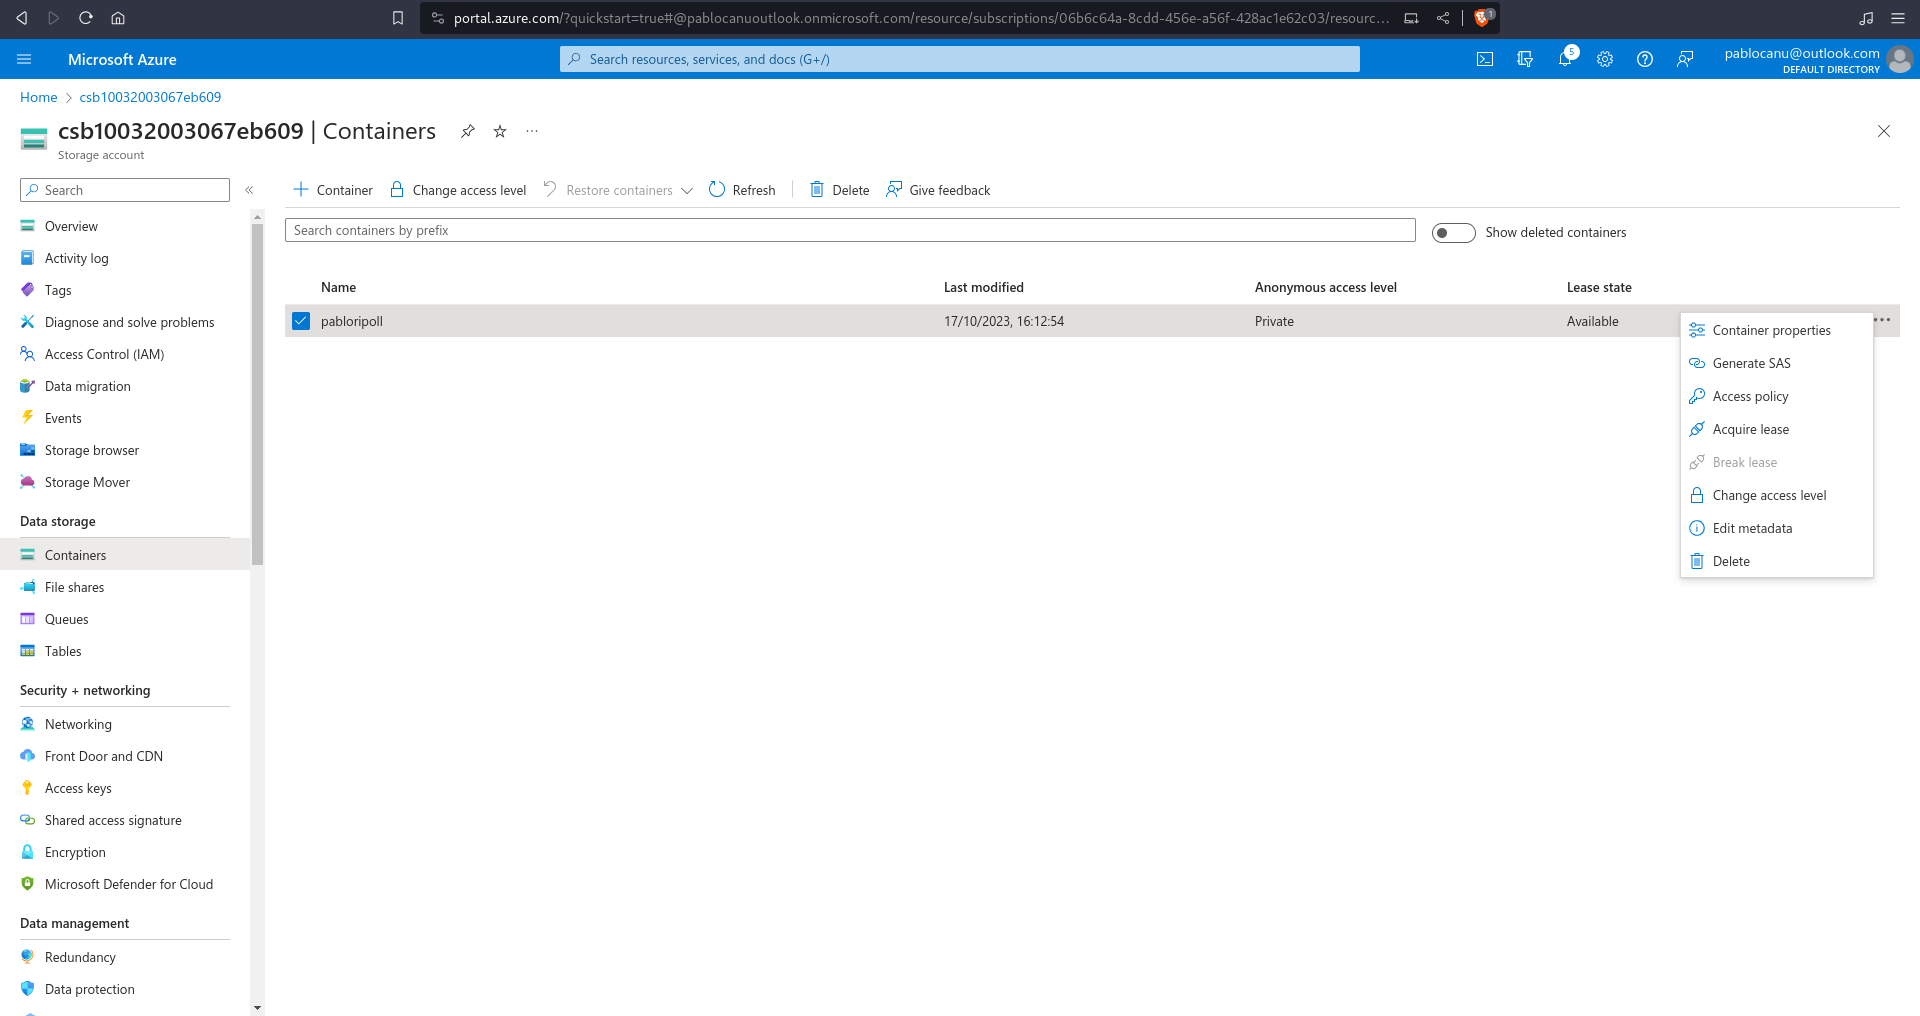 portal.azure.com/?quickstart=true#@pablocanuoutlook.onmicrosoft.com/resource/subscriptions/06b6c64a-8cdd-456e-a56f-428ac1e62c03/resourc...
1
Microsoft Azure
Search resources, services, and docs (G+/)
5
pablocanu@outlook.com
DEFAULT DIRECTORY
Home > csb10032003067eb609
csb10032003067eb609 | Containers
Storage account
Search
Container
Change access level
Restore containers
Refresh
Delete
Give feedback
Search containers by prefix
Show deleted containers
Name Last modified Anonymous access level Lease state
pabloripoll 17/10/2023, 16:12:54 Private Available
Container properties
Generate SAS
Access policy
Acquire lease
Break lease
Change access level
Edit metadata
Delete
Overview
Activity log
Tags
Diagnose and solve problems
Access Control (IAM)
Data migration
Events
Storage browser
Storage Mover
Data storage
Containers
File shares
Queues
Tables
Security + networking
Networking
Front Door and CDN
Access keys
Shared access signature
Encryption
Microsoft Defender for Cloud
Data management
Redundancy
Data protection